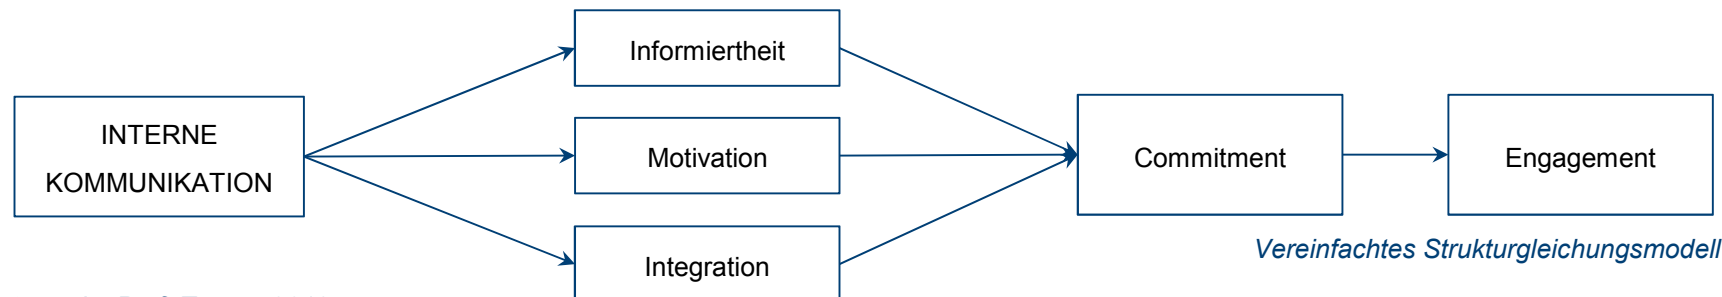 INTERNE
KOMMUNIKATION
Informiertheit
Motivation
Integration
Commitment
Engagement
Vereinfachtes Strukturgleichungsmodell